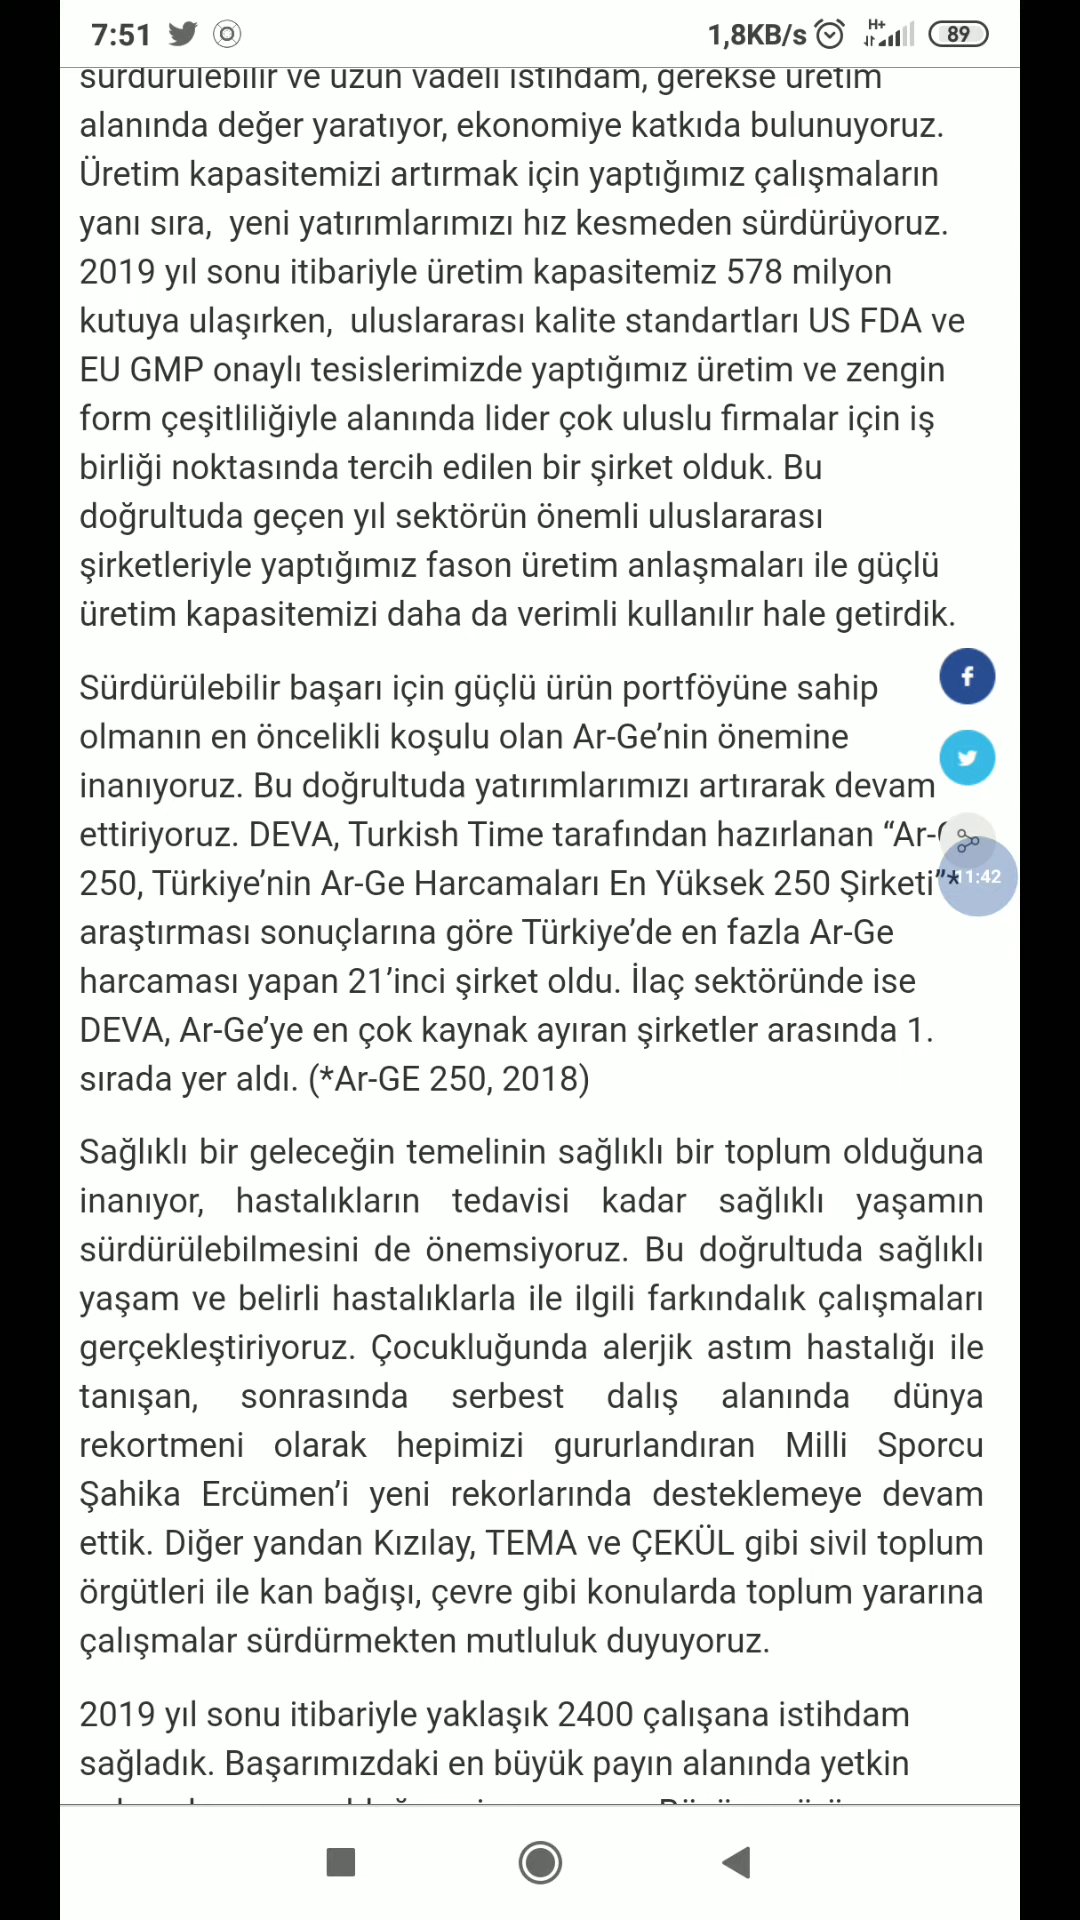 7:51
1,8KB/s
H+
89
sürdürülebilir ve uzun vadeli istihdam, gerekse üretim
alanında değer yaratıyor, ekonomiye katkıda bulunuyoruz.
Üretim kapasitemizi artırmak için yaptığımız çalışmaların
yanı sıra,  yeni yatırımlarımızı hız kesmeden sürdürüyoruz.
2019 yıl sonu itibariyle üretim kapasitemiz 578 milyon
kutuya ulaşırken,  uluslararası kalite standartları US FDA ve
EU GMP onaylı tesislerimizde yaptığımız üretim ve zengin
form çeşitliliğiyle alanında lider çok uluslu firmalar için iş
birliği noktasında tercih edilen bir şirket olduk. Bu
doğrultuda geçen yıl sektörün önemli uluslararası
şirketleriyle yaptığımız fason üretim anlaşmaları ile güçlü
üretim kapasitemizi daha da verimli kullanılır hale getirdik.
Sürdürülebilir başarı için güçlü ürün portföyüne sahip
olmanın en öncelikli koşulu olan Ar-Ge’nin önemine
inanıyoruz. Bu doğrultuda yatırımlarımızı artırarak devam
ettiriyoruz. DEVA, Turkish Time tarafından hazırlanan “Ar-
250, Türkiye’nin Ar-Ge Harcamaları En Yüksek 250 Şirketi”*
11:42
araştırması sonuçlarına göre Türkiye’de en fazla Ar-Ge
harcaması yapan 21’inci şirket oldu. İlaç sektöründe ise
DEVA, Ar-Ge’ye en çok kaynak ayıran şirketler arasında 1.
sırada yer aldı. (*Ar-GE 250, 2018)
Sağlıklı bir geleceğin temelinin sağlıklı bir toplum olduğuna
inanıyor, hastalıkların tedavisi kadar sağlıklı yaşamın
sürdürülebilmesini de önemsiyoruz. Bu doğrultuda sağlıklı
yaşam ve belirli hastalıklarla ile ilgili farkındalık çalışmaları
gerçekleştiriyoruz. Çocukluğunda alerjik astım hastalığı ile
tanışan, sonrasında serbest dalış alanında dünya
rekortmeni olarak hepimizi gururlandıran Milli Sporcu
Şahika Ercümen’i yeni rekorlarında desteklemeye devam
ettik. Diğer yandan Kızılay, TEMA ve ÇEKÜL gibi sivil toplum
örgütleri ile kan bağışı, çevre gibi konularda toplum yararına
çalışmalar sürdürmekten mutluluk duyuyoruz.
2019 yıl sonu itibariyle yaklaşık 2400 çalışana istihdam
sağladık. Başarımızdaki en büyük payın alanında yetkin